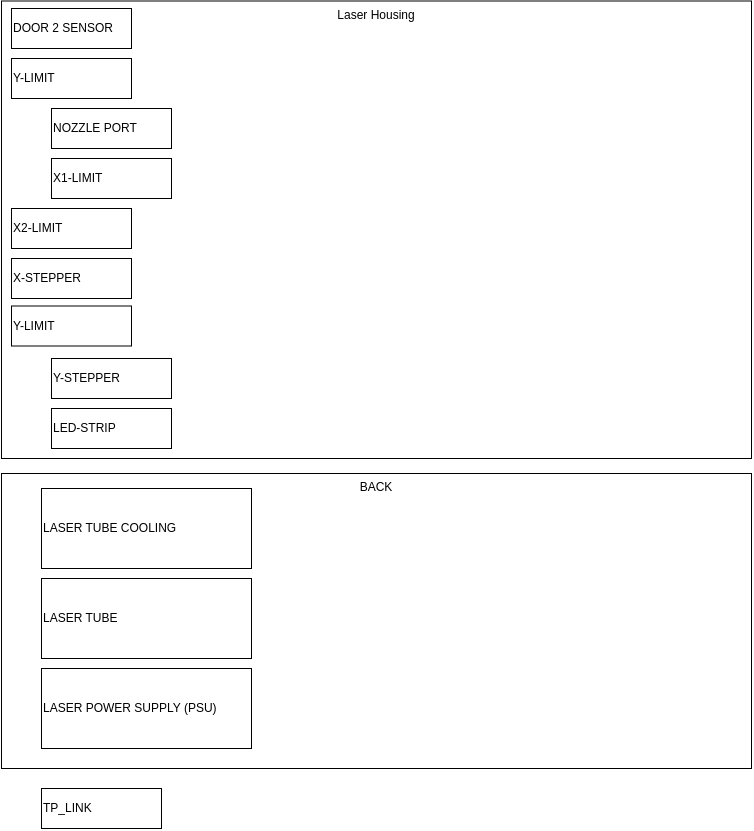 Laser Housing
DOOR 2 SENSOR
Y-LIMIT
NOZZLE PORT
X1-LIMIT
X2-LIMIT
X-STEPPER
Y-LIMIT
Y-STEPPER
LED-STRIP
BACK
LASER TUBE COOLING
LASER TUBE
LASER POWER SUPPLY (PSU)
TP_LINK